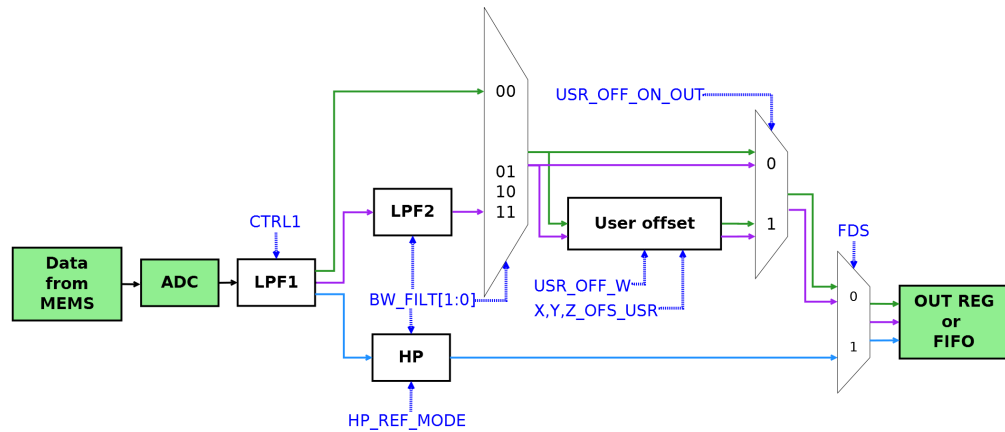 00
USR_OFF_ON_OUT
01
10
11
0
LPF2
CTRL1
User offset
1
FDS
Data
from
MEMS
ADC
LPF1
USR_OFF_W
BW_FILT[1:0]
X,Y,Z_OFS_USR
0
OUT REG
or
FIFO
HP
1
HP_REF_MODE